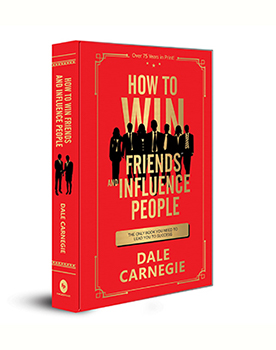 Over 75 Years in Print!
HOW TO
WIN
FRIENDS
AND INFLUENCE
PEOPLE
THE ONLY BOOK YOU NEED TO
LEAD YOU TO SUCCESS
DALE
CARNEGIE
HOW TO WIN FRIENDS
AND INFLUENCE PEOPLE
DALE CARNEGIE